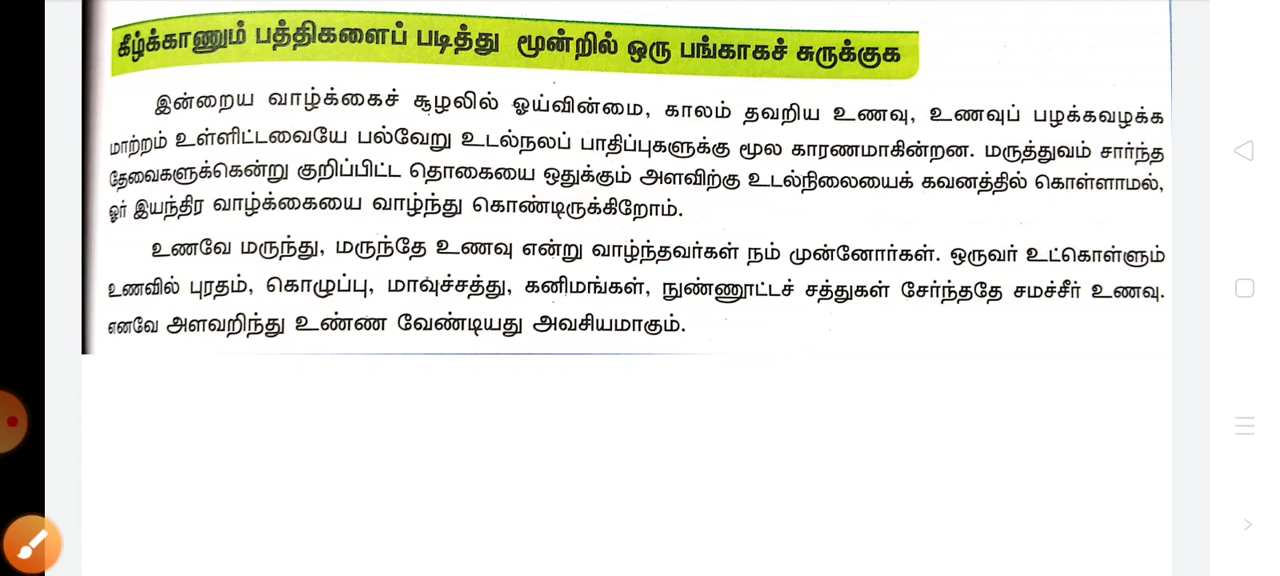 கீழ்க்காணும் பத்திகளைப் படித்து மூன்றில் ஒரு பங்காகச் சுருக்குக
இன்றைய வாழ்க்கைச் சூழலில் ஓய்வின்மை, காலம் தவறிய உணவு, உணவுப் பழக்கவழக்க
மாற்றம் உள்ளிட்டவையே பல்வேறு உடல்நலப் பாதிப்புகளுக்கு மூல காரணமாகின்றன. மருத்துவம் சார்ந்த
தேவைகளுக்கென்று குறிப்பிட்ட தொகையை ஒதுக்கும் அளவிற்கு உடல்நிலையைக் கவனத்தில் கொள்ளாமல்,
ஓர் இயந்திர வாழ்க்கையை வாழ்ந்து கொண்டிருக்கிறோம்.
உணவே மருந்து, மருந்தே உணவு என்று வாழ்ந்தவர்கள் நம் முன்னோர்கள். ஒருவர் உட்கொள்ளும்
உணவில் புரதம், கொழுப்பு, மாவுச்சத்து, கனிமங்கள், நுண்ணூட்டச் சத்துகள் சேர்ந்ததே சமச்சீர் உணவு.
எனவே அளவறிந்து உண்ண வேண்டியது அவசியமாகும்.